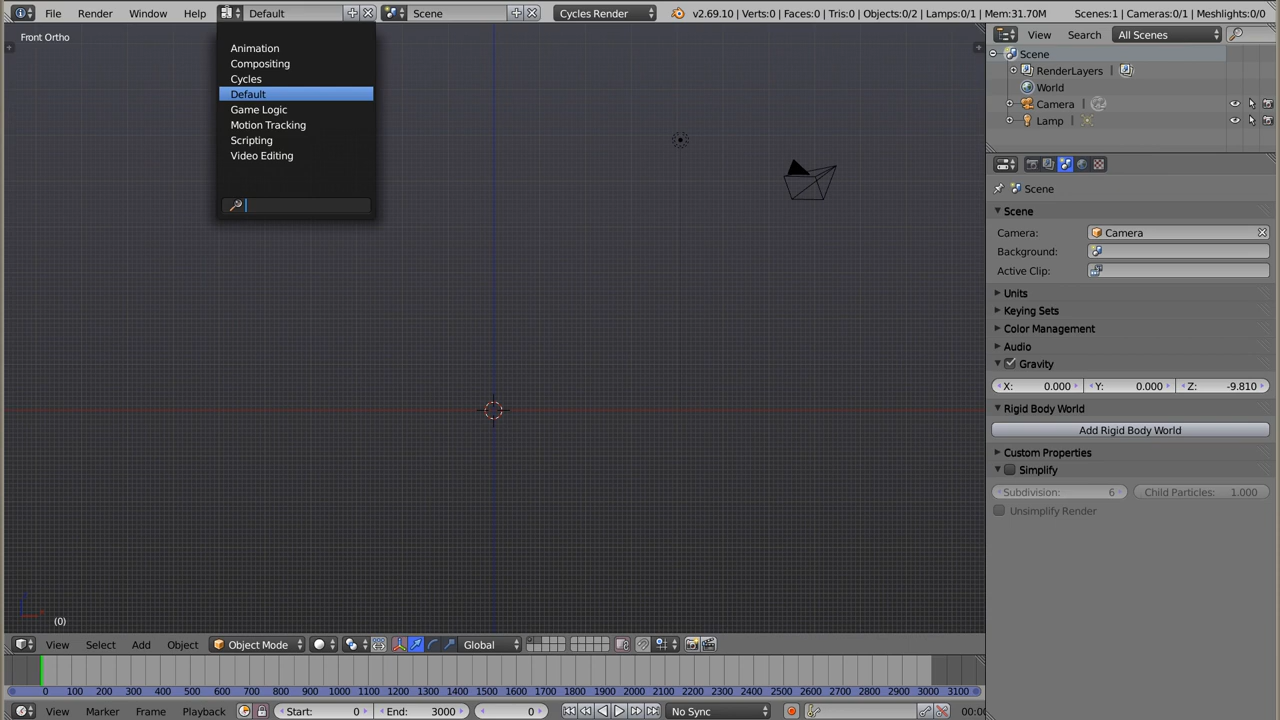 File Render Window Help Default Scene Cycles Render v2.69.10 | Verts:0 | Faces:0 | Tris:0 | Objects:0/2 | Lamps:0/1 | Mem:31.70M Scenes:1 | Cameras:0/1 | Meshlights:0/0
Front Ortho
Animation
Compositing
Cycles
Default
Game Logic
Motion Tracking
Scripting
Video Editing
(0)
View Select Add Object Object Mode Global
0 100 200 300 400 500 600 700 800 900 1000 1100 1200 1300 1400 1500 1600 1700 1800 1900 2000 2100 2200 2300 2400 2500 2600 2700 2800 2900 3000 3100
View Marker Frame Playback Start: 0 End: 3000 0 No Sync 00:0
View Search All Scenes
Scene
RenderLayers |
World
Camera |
Lamp |
Scene
Scene
Camera: Camera
Background:
Active Clip:
Units
Keying Sets
Color Management
Audio
Gravity
X: 0.000 Y: 0.000 Z: -9.810
Rigid Body World
Add Rigid Body World
Custom Properties
Simplify
Subdivision: 6 Child Particles: 1.000
Unsimplify Render